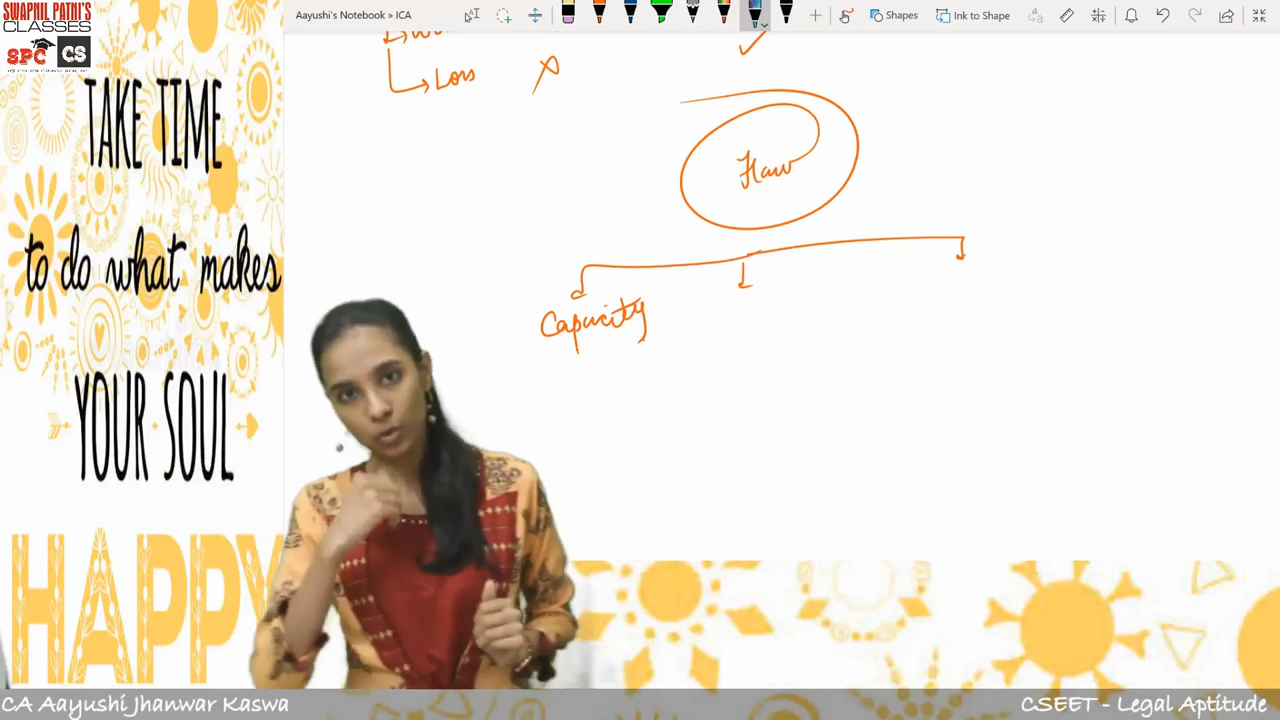 SWAPNIL PATNI'S
CLASSES
SPC CS
Aayushi's Notebook » ICA
Shapes
Ink to Shape
TAKE TIME
to do what makes
YOUR SOUL
HAPPY
Loss X
Flaw
Capacity
CA Aayushi Jhanwar Kaswa
CSEET - Legal Aptitude